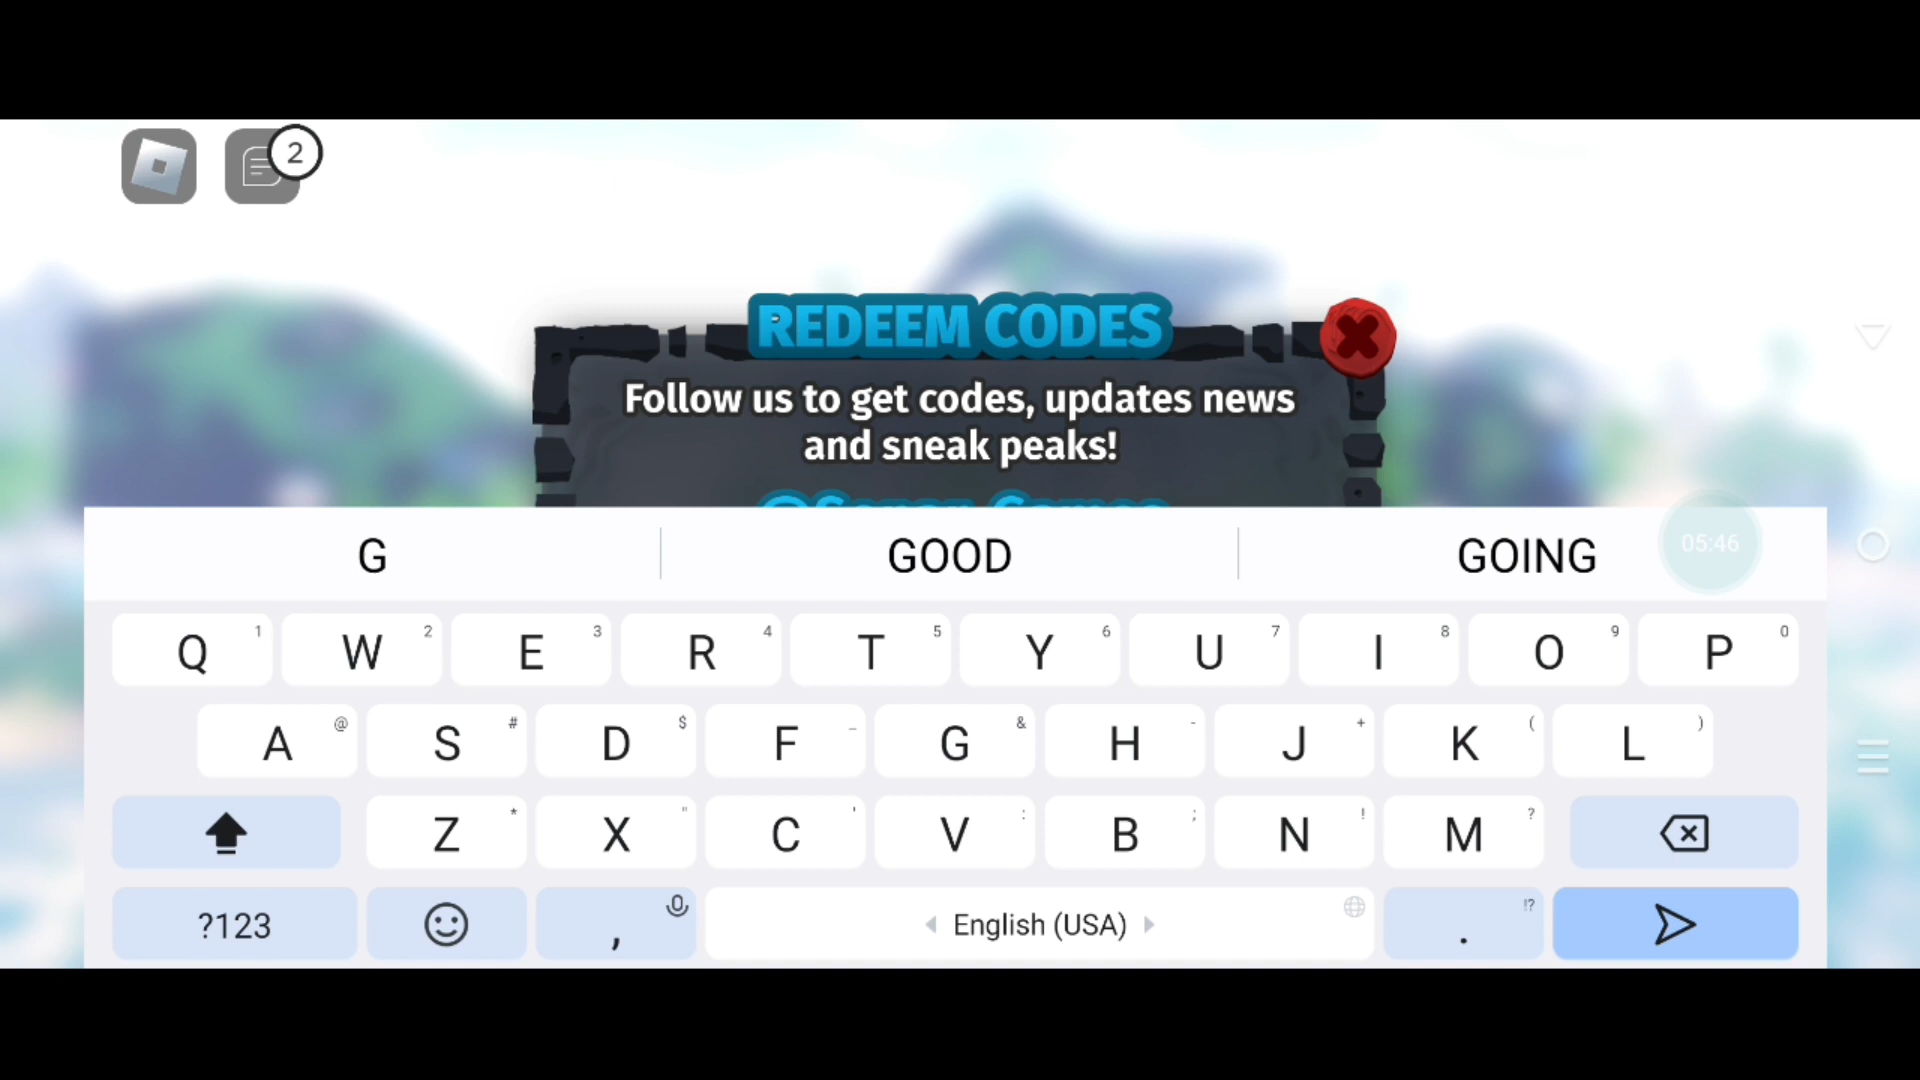 2
REDEEM CODES
Follow us to get codes, updates news
and sneak peaks!
G GOOD GOING 05:46
Q 1 W 2 E 3 R 4 T 5 Y 6 U 7 I 8 O 9 P 0
A @ S # D $ F _ G & H - J + K ( L )
Z * X " C ' V : B ; N ! M ?
?123 , English (USA) . !?